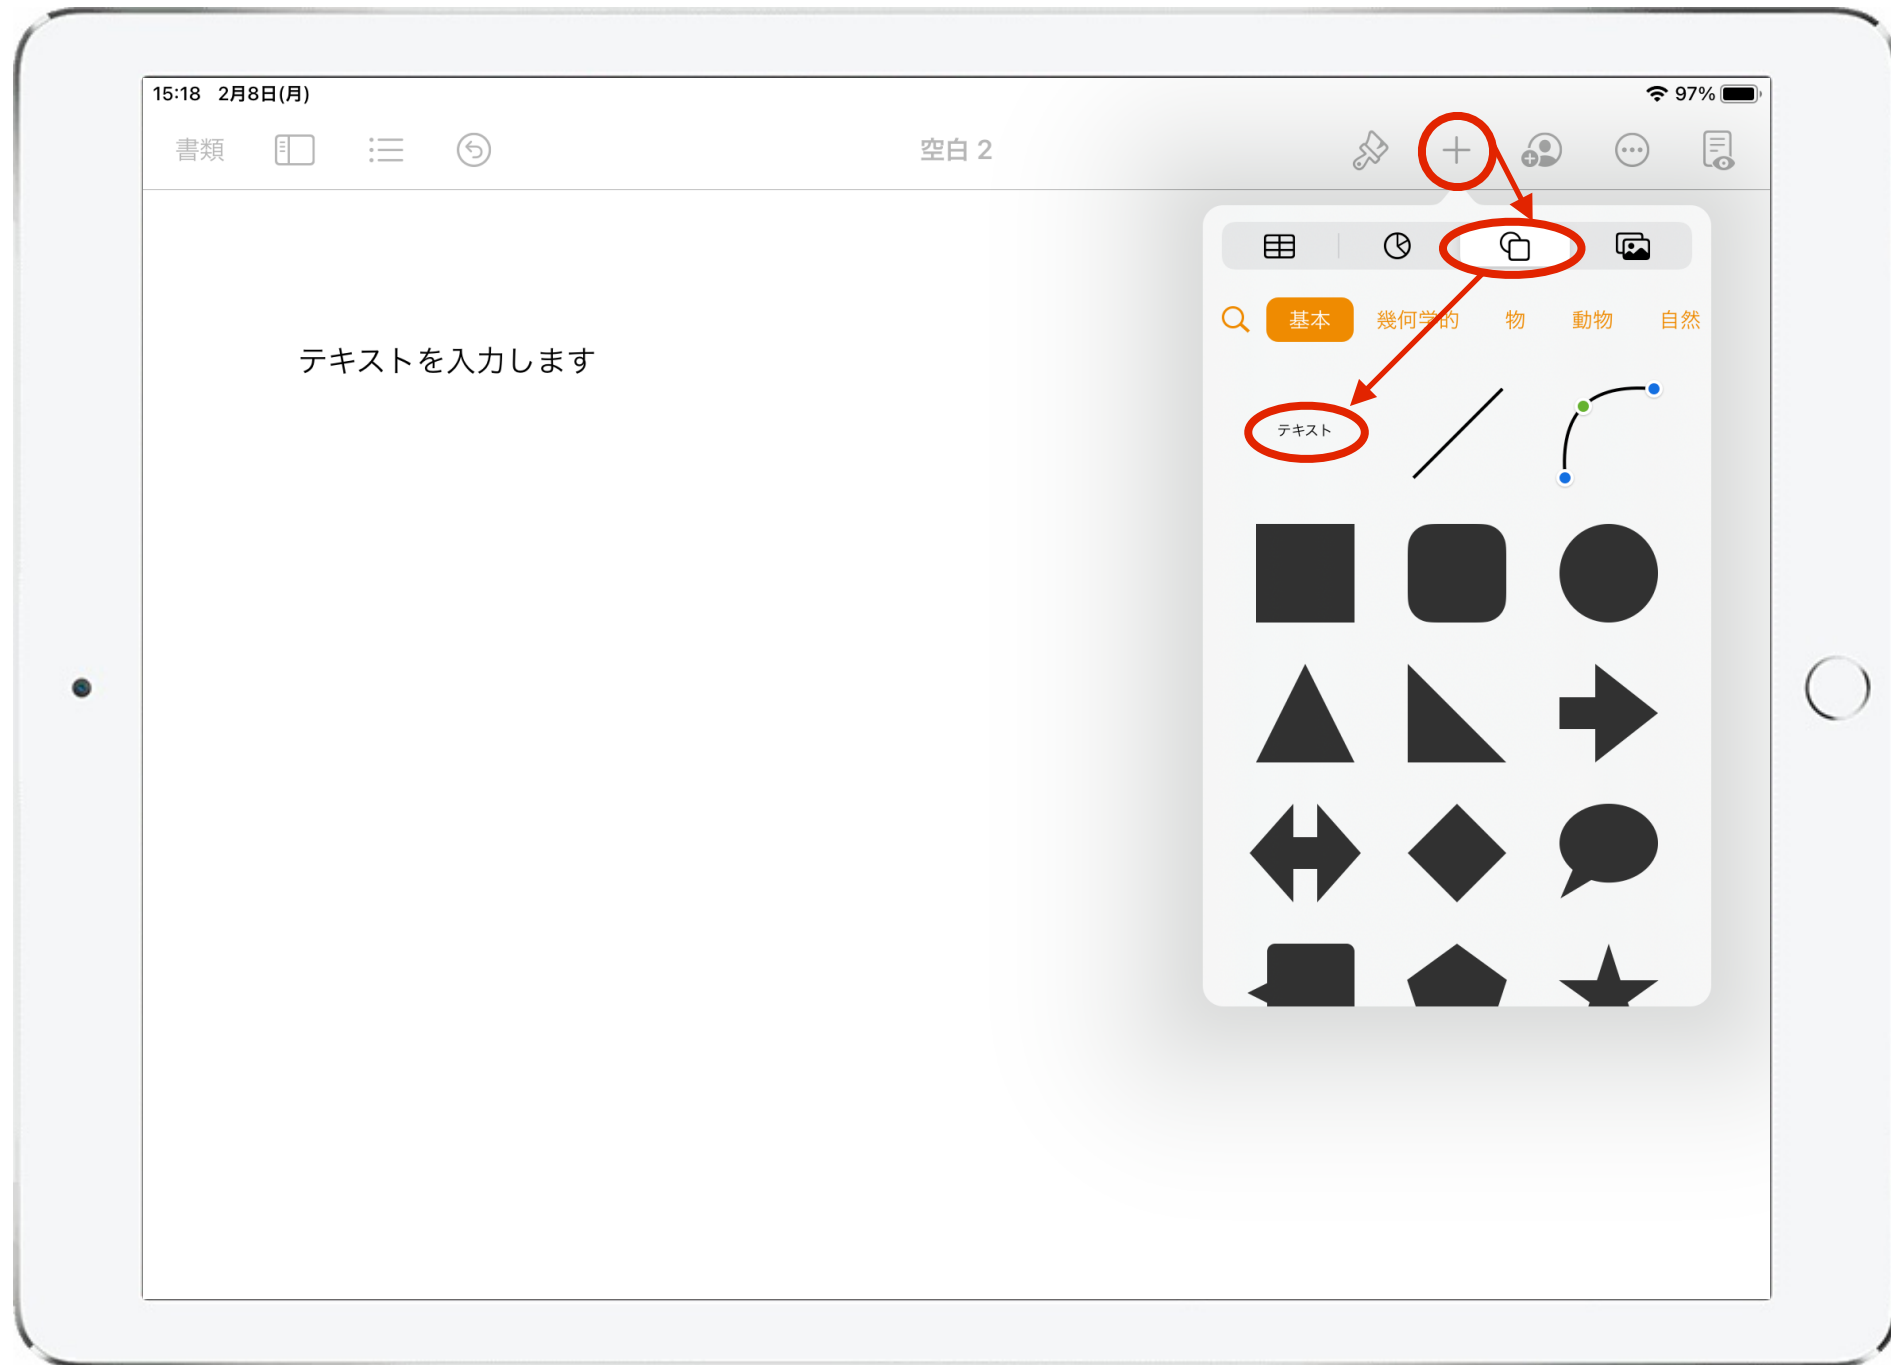 15:18 2月8日(月) 97%
書類 空白 2
基本 幾何学的 物 動物 自然
テキストを入力します
テキスト